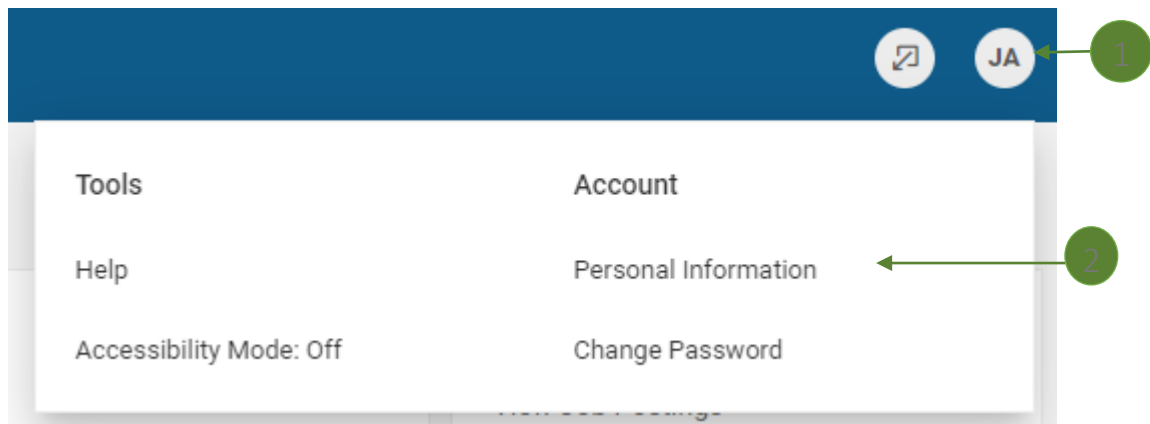 JA
1
Tools
Account
Help
Personal Information
2
Accessibility Mode: Off
Change Password